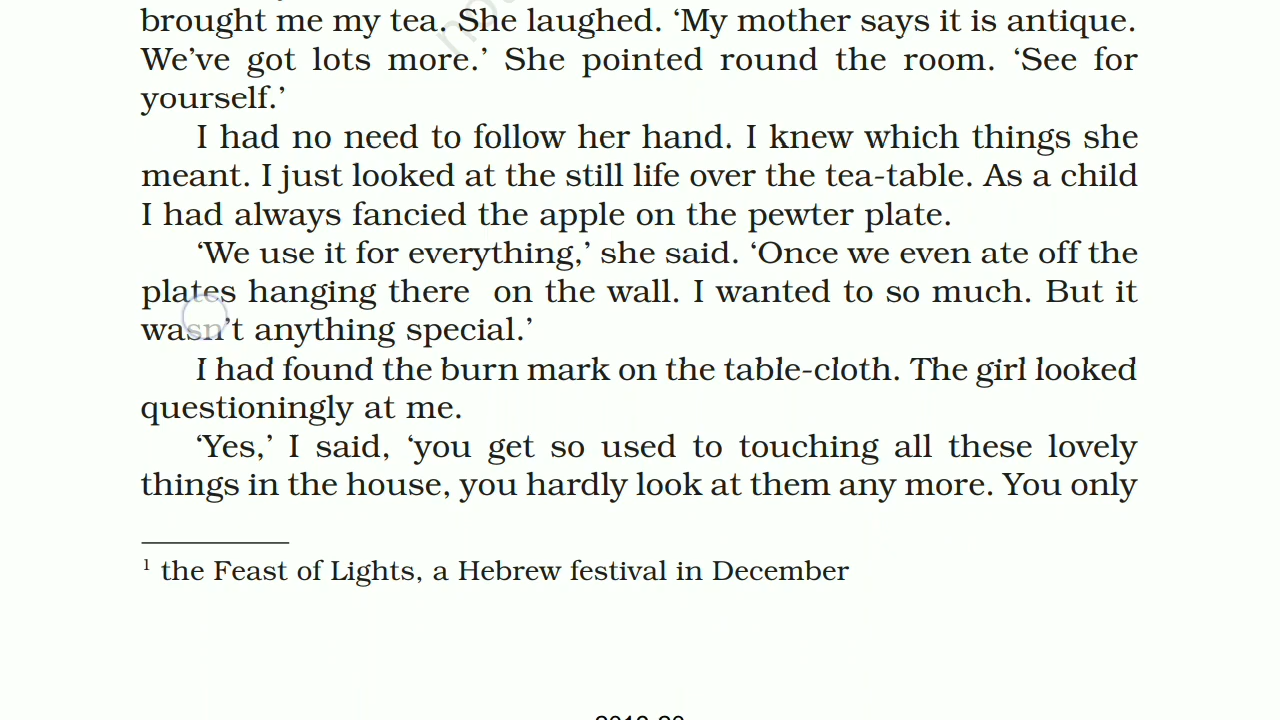 brought me my tea. She laughed. ‘My mother says it is antique.
We’ve got lots more.’ She pointed round the room. ‘See for
yourself.’
I had no need to follow her hand. I knew which things she
meant. I just looked at the still life over the tea-table. As a child
I had always fancied the apple on the pewter plate.
‘We use it for everything,’ she said. ‘Once we even ate off the
plates hanging there on the wall. I wanted to so much. But it
wasn’t anything special.’
I had found the burn mark on the table-cloth. The girl looked
questioningly at me.
‘Yes,’ I said, ‘you get so used to touching all these lovely
things in the house, you hardly look at them any more. You only
1 the Feast of Lights, a Hebrew festival in December